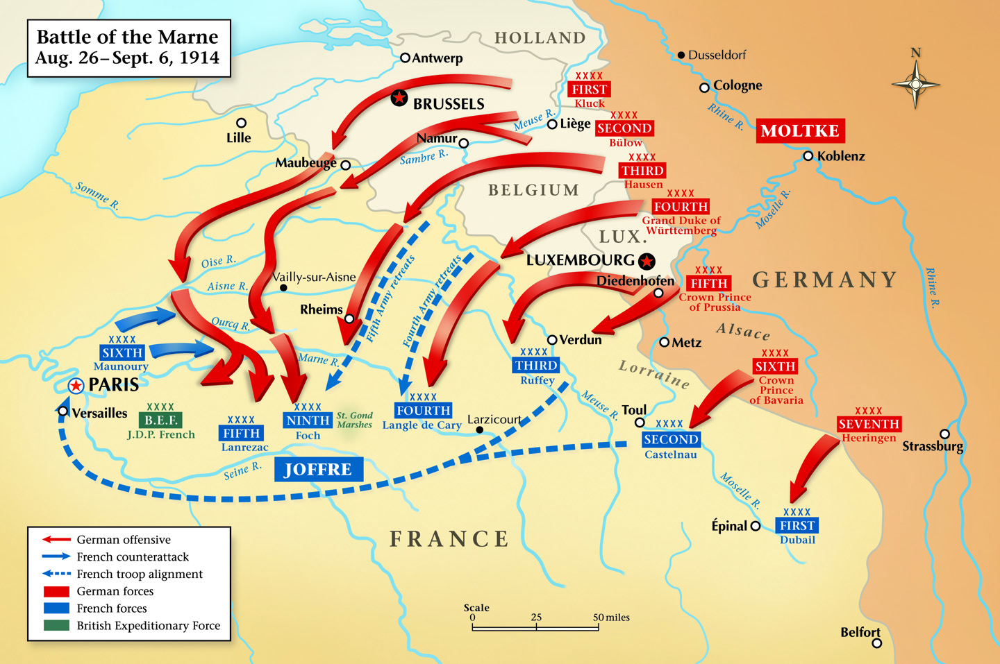 Battle of the Marne
Aug. 26–Sept. 6, 1914
HOLLAND
Antwerp
Dusseldorf
N
XXXX
FIRST
Kluck
Cologne
BRUSSELS
Rhine R.
Meuse R.
Liège
XXXX
SECOND
Bülow
MOLTKE
Lille
Namur
Koblenz
Sambre R.
Maubeuge
XXXX
THIRD
Hausen
BELGIUM
Somme R.
XXXX
FOURTH
Grand Duke of
Württemberg
Moselle R.
LUX.
Oise R.
LUXEMBOURG
Vailly-sur-Aisne
Aisne R.
Diedenhofen
XXXX
FIFTH
Crown Prince
of Prussia
GERMANY
Rhine R.
Fifth Army retreats
Fourth Army retreats
Rheims
Ourcq R.
Alsace
XXXX
SIXTH
Maunoury
Verdun
Metz
Marne R.
XXXX
THIRD
Ruffey
Lorraine
XXXX
SIXTH
Crown
Prince
of Bavaria
PARIS
Versailles
XXXX
B.E.F.
J.D.P. French
XXXX
FIFTH
Lanrezac
XXXX
NINTH
Foch
St. Gond
Marshes
XXXX
FOURTH
Langle de Cary
Larzicourt
Meuse R.
Toul
XXXX
SECOND
Castelnau
XXXX
SEVENTH
Heeringen
Strassburg
Seine R.
JOFFRE
Moselle R.
XXXX
FIRST
Dubail
Épinal
FRANCE
German offensive
French counterattack
French troop alignment
German forces
French forces
British Expeditionary Force
Scale
0 25 50 miles
Belfort